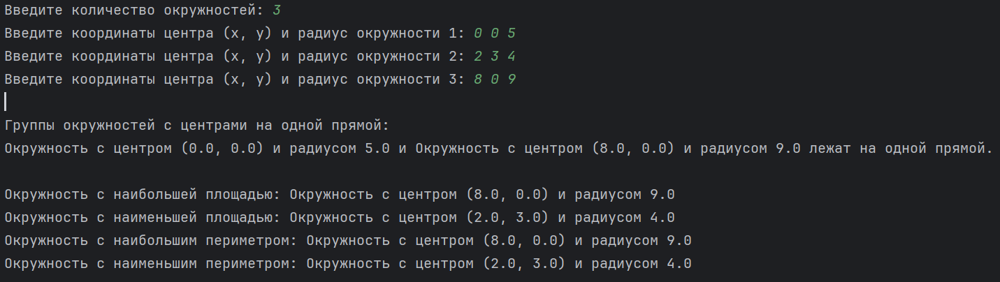 Введите количество окружностей: 3
Введите координаты центра (x, y) и радиус окружности 1: 0 0 5
Введите координаты центра (x, y) и радиус окружности 2: 2 3 4
Введите координаты центра (x, y) и радиус окружности 3: 8 0 9
Группы окружностей с центрами на одной прямой:
Окружность с центром (0.0, 0.0) и радиусом 5.0 и Окружность с центром (8.0, 0.0) и радиусом 9.0 лежат на одной прямой.
Окружность с наибольшей площадью: Окружность с центром (8.0, 0.0) и радиусом 9.0
Окружность с наименьшей площадью: Окружность с центром (2.0, 3.0) и радиусом 4.0
Окружность с наибольшим периметром: Окружность с центром (8.0, 0.0) и радиусом 9.0
Окружность с наименьшим периметром: Окружность с центром (2.0, 3.0) и радиусом 4.0